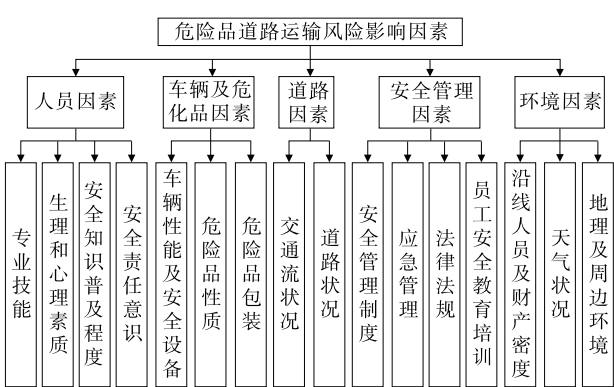 危险品道路运输风险影响因素
人员因素
车辆及危
化品因素
道路
因素
安全管理
因素
环境因素
专业技能
生理和心理素质
安全知识普及程度
安全责任意识
车辆性能及安全设备
危险品性质
危险品包装
交通流状况
道路状况
安全管理制度
应急管理
法律法规
员工安全教育培训
沿线人员及财产密度
天气状况
地理及周边环境